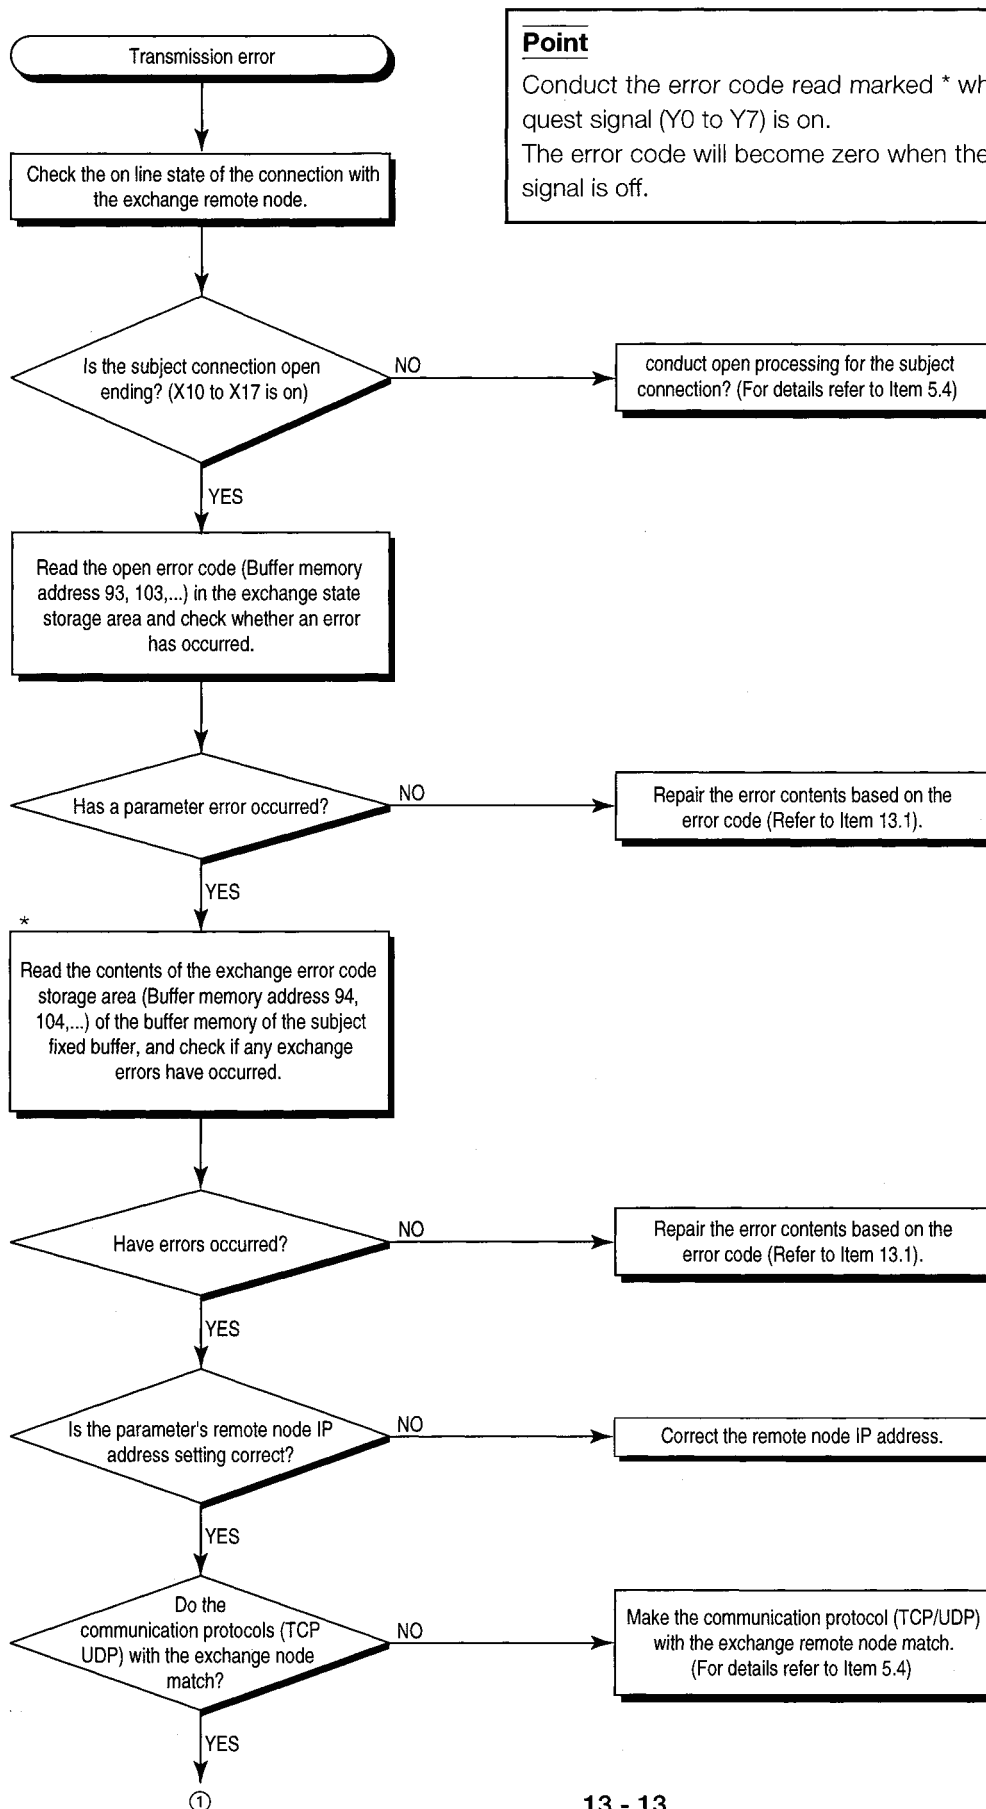 Transmission error
Point
Conduct the error code read marked * wh
quest signal (Y0 to Y7) is on.
The error code will become zero when the
signal is off.
Check the on line state of the connection with
the exchange remote node.
Is the subject connection open
ending? (X10 to X17 is on)
NO
conduct open processing for the subject
connection? (For details refer to Item 5.4)
YES
Read the open error code (Buffer memory
address 93, 103,...) in the exchange state
storage area and check whether an error
has occurred.
Has a parameter error occurred?
NO
Repair the error contents based on the
error code (Refer to Item 13.1).
YES
*
Read the contents of the exchange error code
storage area (Buffer memory address 94,
104,...) of the buffer memory of the subject
fixed buffer, and check if any exchange
errors have occurred.
Have errors occurred?
NO
Repair the error contents based on the
error code (Refer to Item 13.1).
YES
Is the parameter's remote node IP
address setting correct?
NO
Correct the remote node IP address.
YES
Do the
communication protocols (TCP
UDP) with the exchange node
match?
NO
Make the communication protocol (TCP/UDP)
with the exchange remote node match.
(For details refer to Item 5.4)
YES
①
13 - 13